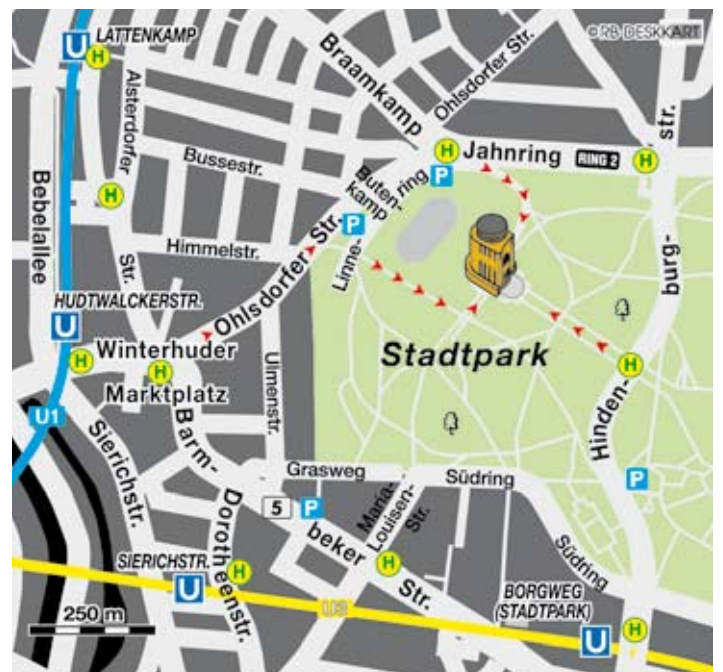 ©RB-DESKKART
U
LATTENKAMP
H
Braamkamp
Ohlsdorfer Str.
Alsterdorfer
Str.
Bussestr.
H
Jahnring
RING 2
H
str.
Bebelallee
H
Buten-
kamp
ring
P
P
Himmelstr.
Linne-
Ohlsdorfer Str.
burg-
HUDTWALCKERSTR.
U
H
Winterhuder
Marktplatz
H
Ulmenstr.
Stadtpark
H
Hinden-
U1
Sierichstr.
Barm-
Grasweg
Südring
P
5
P
Maria-
Louisen-
Str.
Dorotheenstr.
beker
Str.
Südring
SIERICHSTR.
U
H
H
U3
BORGWEG
(STADTPARK)
U
H
250 m